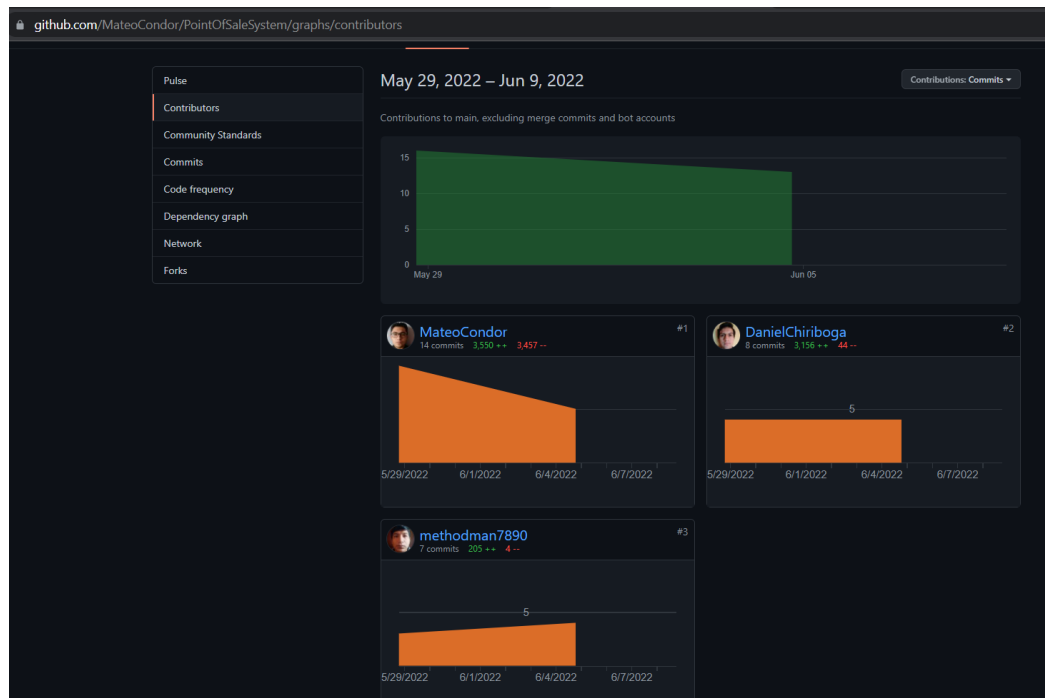 github.com/MateoCondor/PointOfSaleSystem/graphs/contributors
Pulse
Contributors
Community Standards
Commits
Code frequency
Dependency graph
Network
Forks
May 29, 2022 – Jun 9, 2022
Contributions: Commits
Contributions to main, excluding merge commits and bot accounts
15
10
5
0
May 29 Jun 05
MateoCondor #1
14 commits 3,550 ++ 3,457 --
5/29/2022 6/1/2022 6/4/2022 6/7/2022
DanielChiriboga #2
8 commits 3,156 ++ 44 --
5
5/29/2022 6/1/2022 6/4/2022 6/7/2022
methodman7890 #3
7 commits 205 ++ 4 --
5
5/29/2022 6/1/2022 6/4/2022 6/7/2022